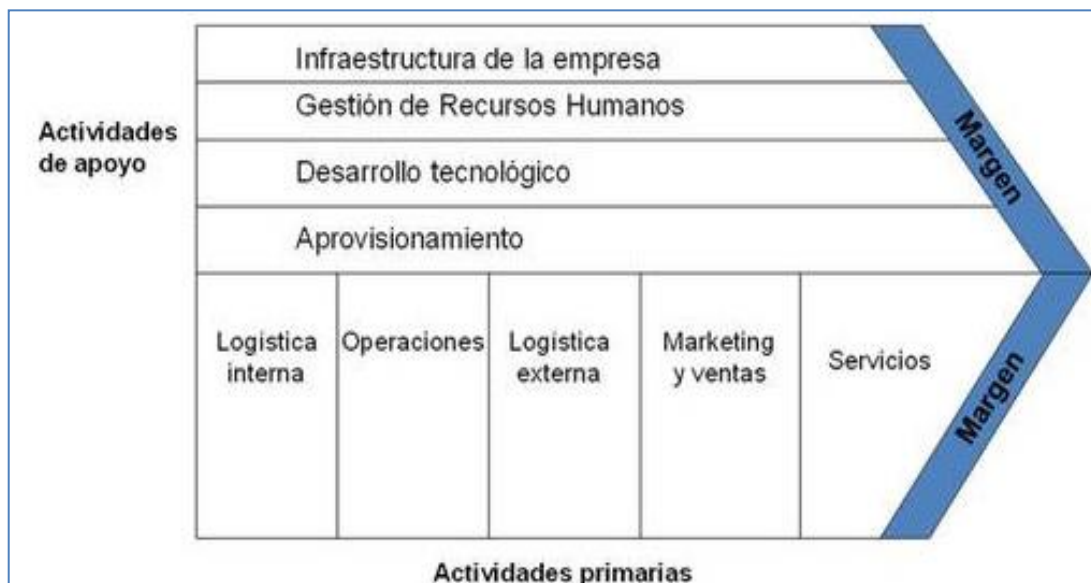 Infraestructura de la empresa
Gestión de Recursos Humanos
Actividades
de apoyo
Desarrollo tecnológico
Aprovisionamiento
Margen
Logística
interna
Operaciones
Logística
externa
Marketing
y ventas
Servicios
Margen
Actividades primarias